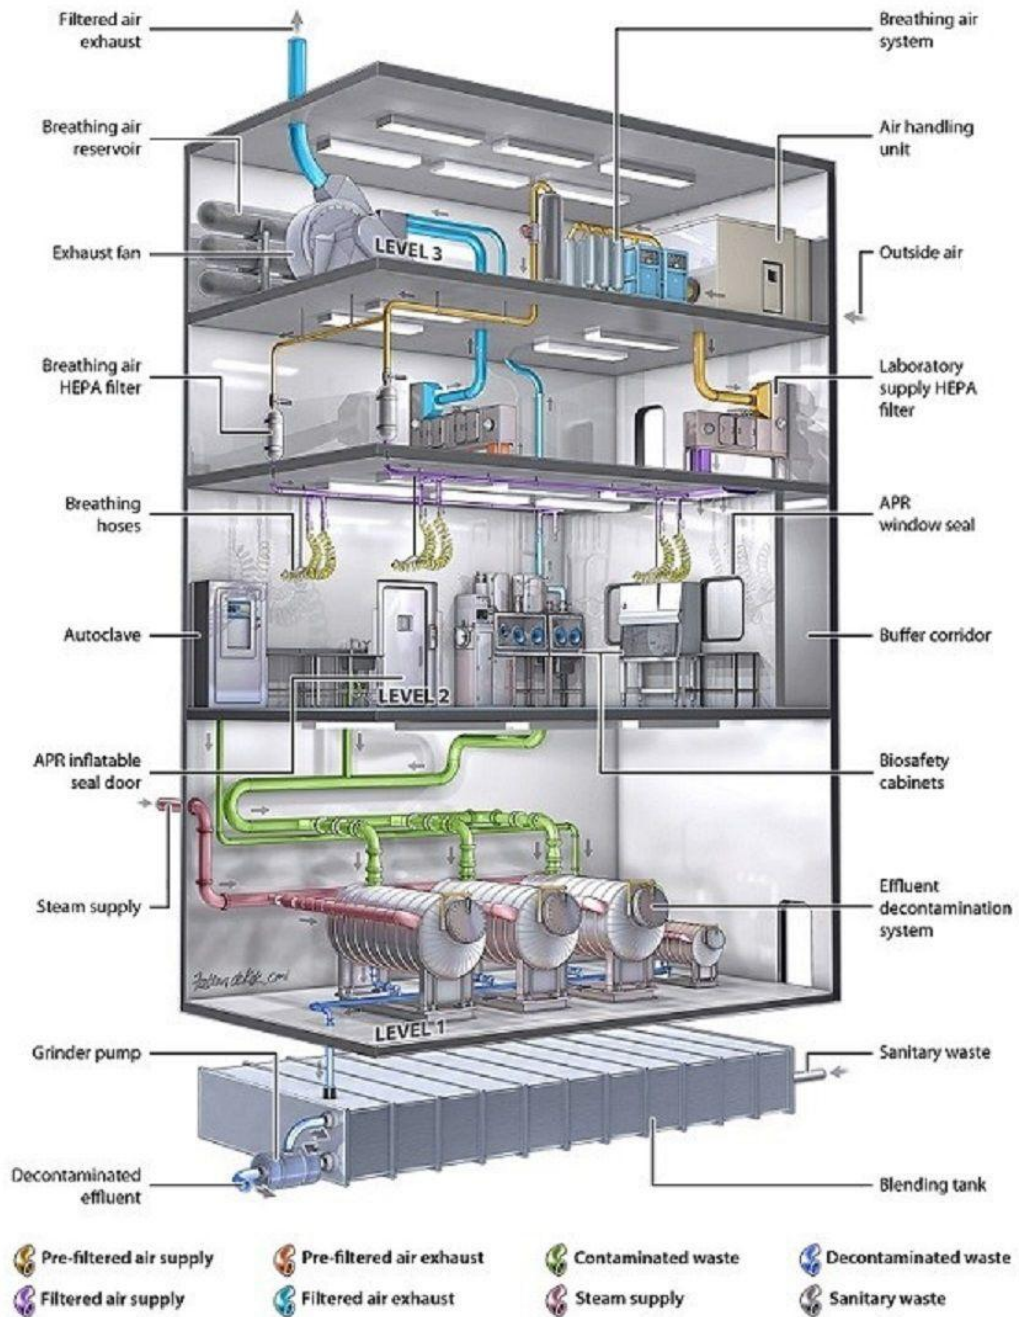 Filtered air
exhaust
Breathing air
system
Breathing air
reservoir
Air handling
unit
Exhaust fan
LEVEL 3
Outside air
Breathing air
HEPA filter
Laboratory
supply HEPA
filter
Breathing
hoses
APR
window seal
Autoclave
Buffer corridor
LEVEL 2
APR inflatable
seal door
Biosafety
cabinets
Steam supply
Effluent
decontamination
system
LEVEL 1
Grinder pump
Sanitary waste
Decontaminated
effluent
Blending tank
Pre-filtered air supply
Pre-filtered air exhaust
Contaminated waste
Decontaminated waste
Filtered air supply
Filtered air exhaust
Steam supply
Sanitary waste